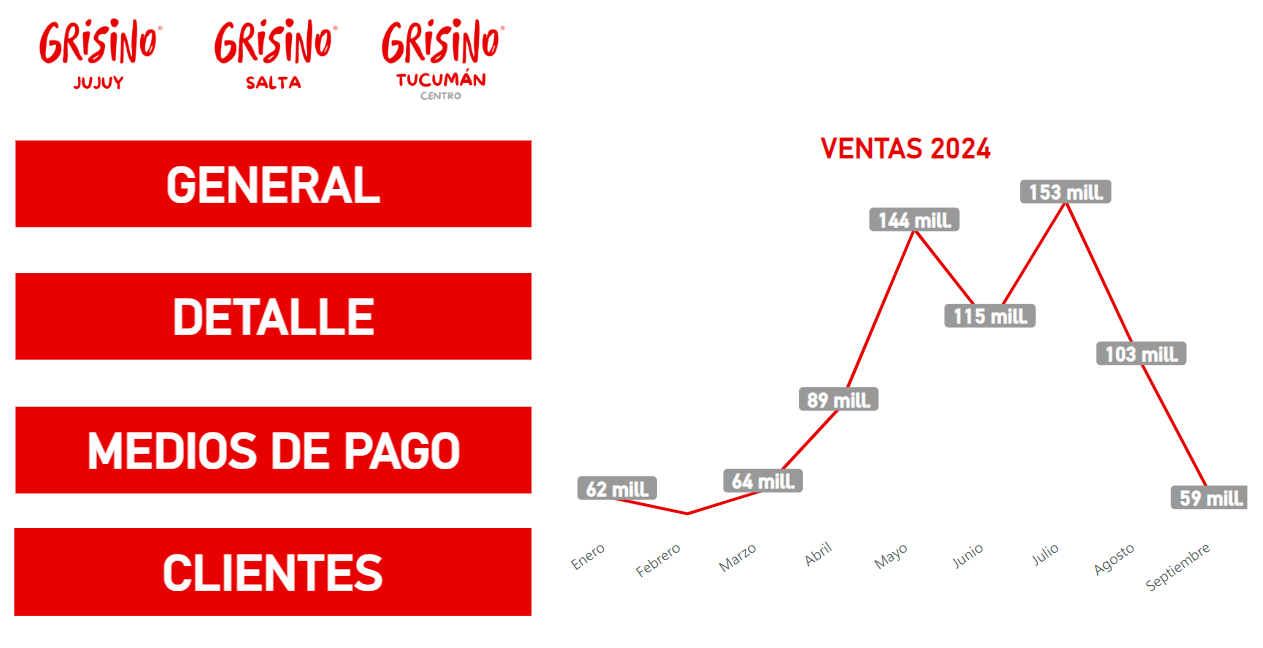 GRISINO
JUJUY
GRISINO
SALTA
GRISINO
TUCUMÁN
CENTRO
GENERAL
DETALLE
MEDIOS DE PAGO
CLIENTES
VENTAS 2024
62 mill.
64 mill.
89 mill.
144 mill.
115 mill.
153 mill.
103 mill.
59 mill.
Enero
Febrero
Marzo
Abril
Mayo
Junio
Julio
Agosto
Septiembre